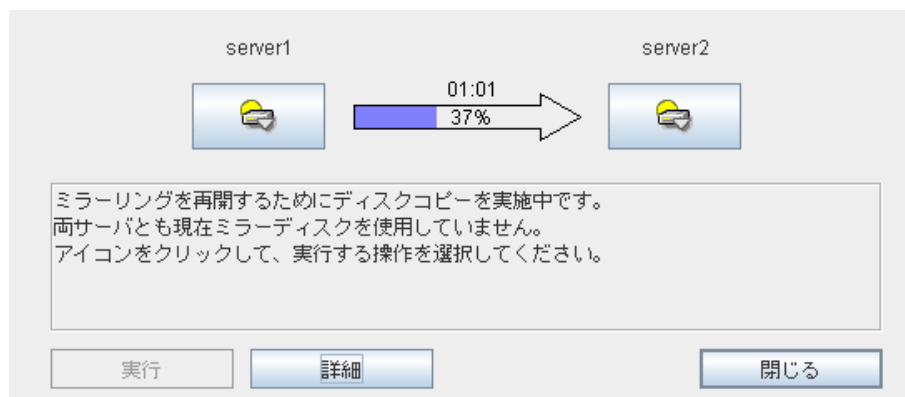 server1
server2
01:01
37%
ミラーリングを再開するためにディスクコピーを実施中です。
両サーバとも現在ミラーディスクを使用していません。
アイコンをクリックして、実行する操作を選択してください。
実行
詳細
閉じる